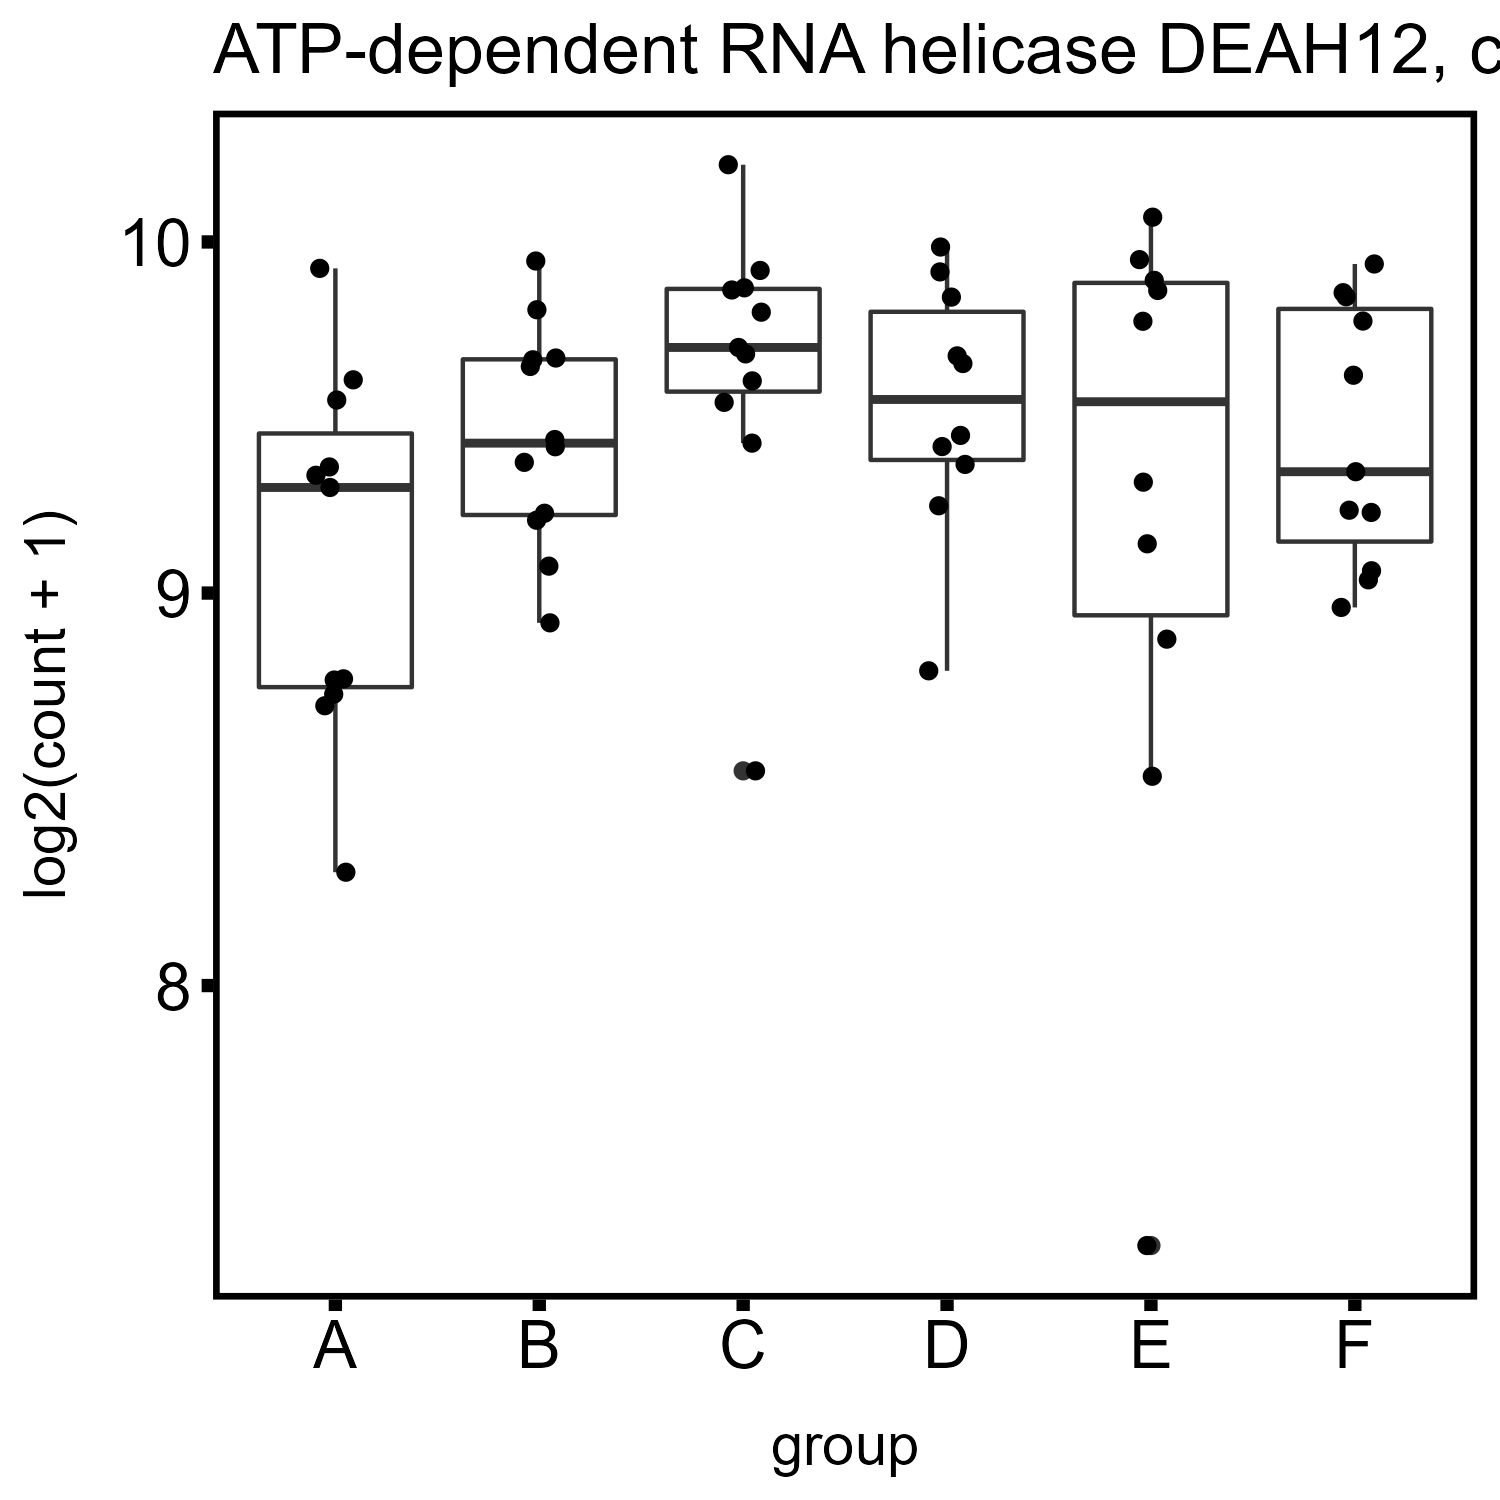 ATP-dependent RNA helicase DEAH12, c
log2(count + 1)
10
9
8
A B C D E F
group